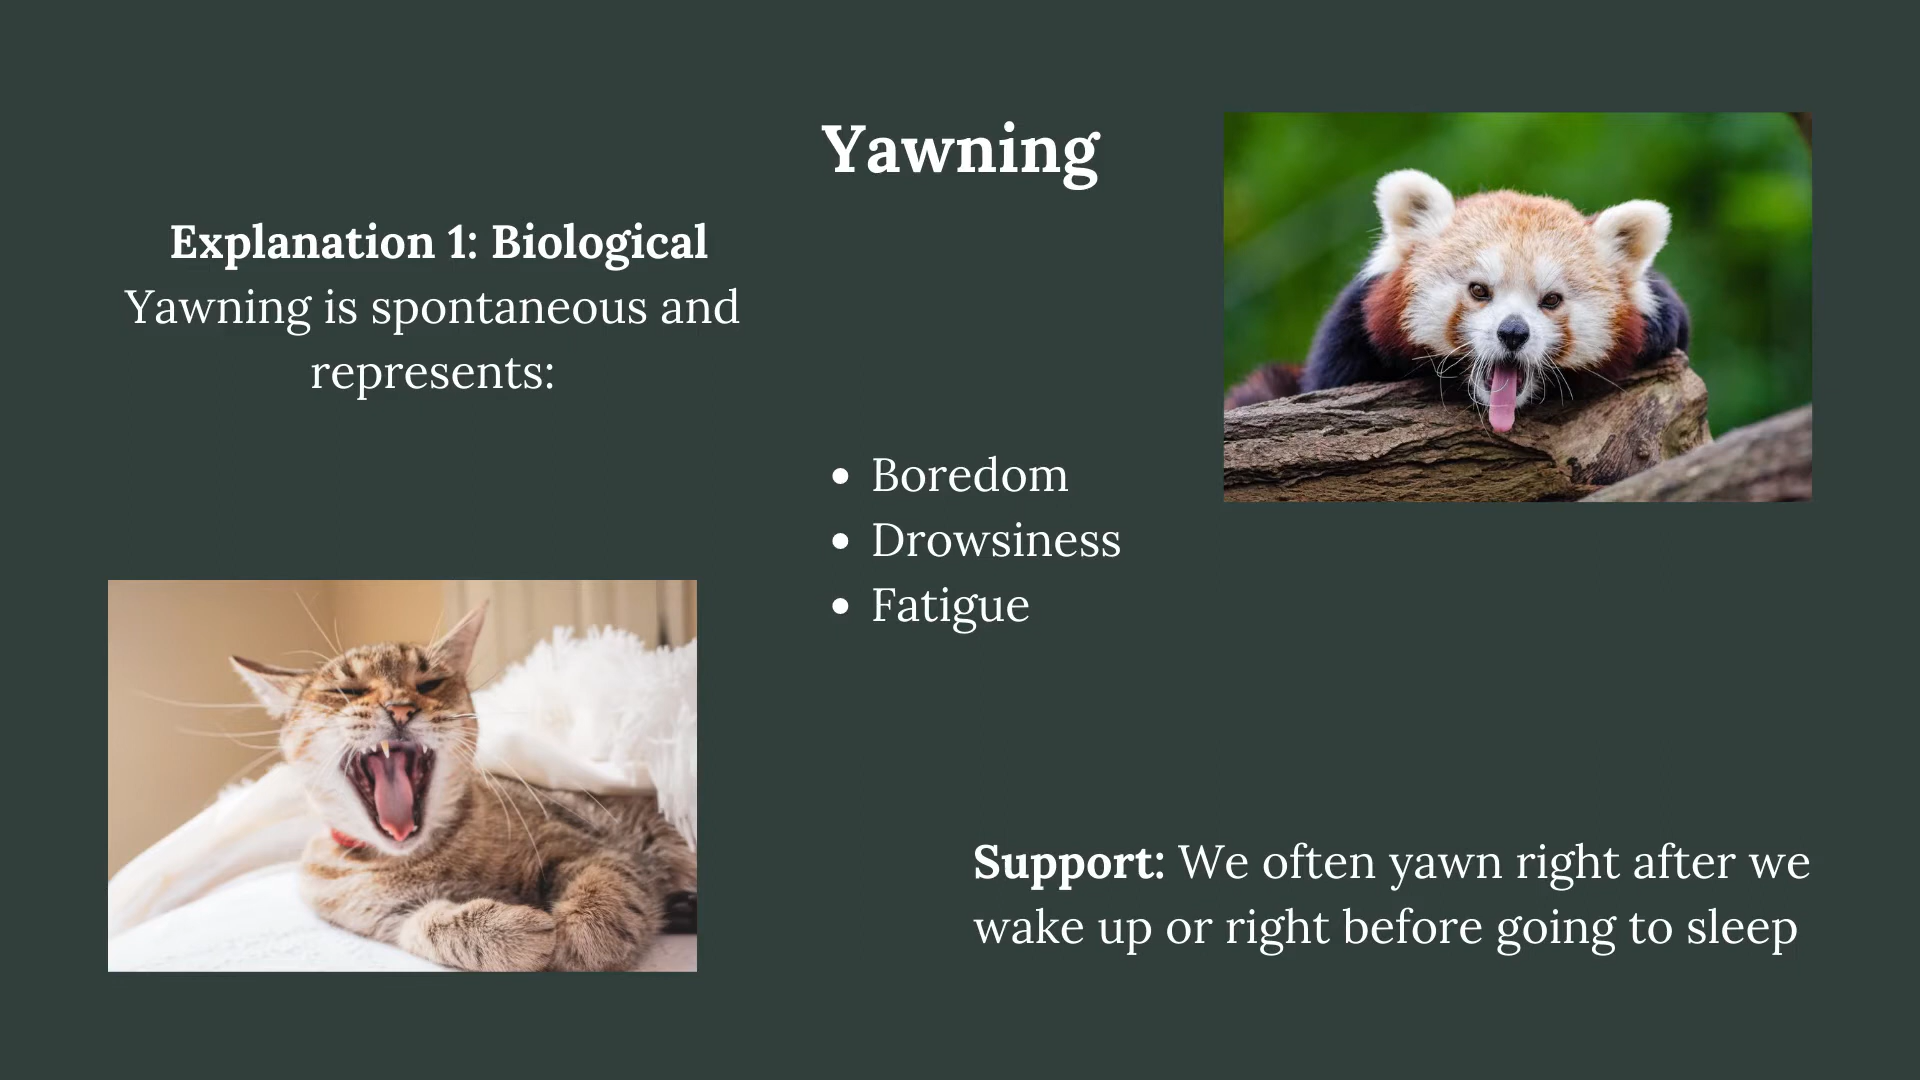 Yawning
Explanation 1: Biological
Yawning is spontaneous and
represents:
• Boredom
• Drowsiness
• Fatigue
Support: We often yawn right after we
wake up or right before going to sleep